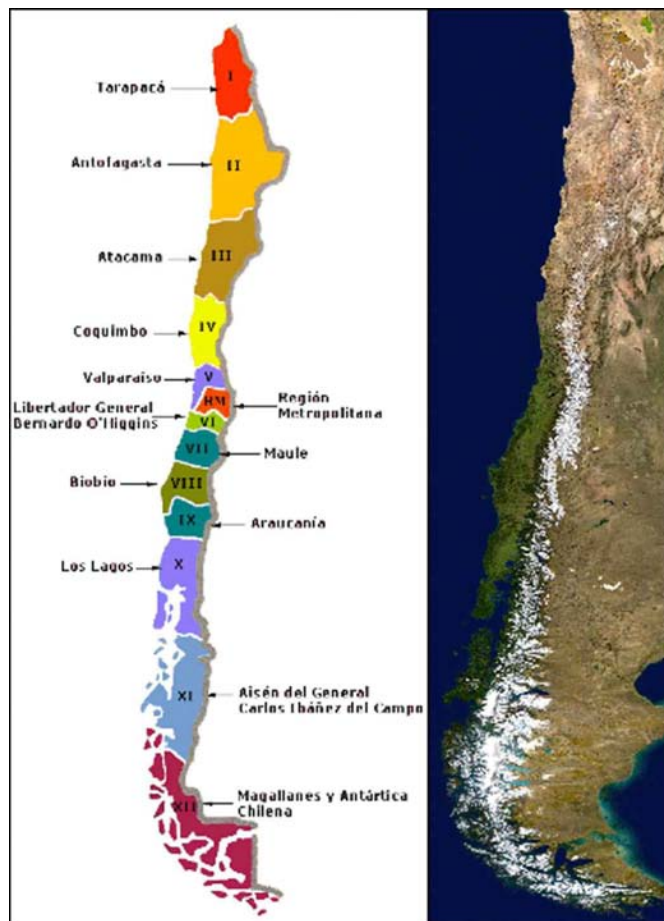 I
Tarapacá
Antofagasta
II
Atacama
III
Coquimbo
IV
Valparaíso
V
RM
Región
Metropolitana
Libertador General
Bernardo O'Higgins
VI
VII
Maule
Biobio
VIII
IX
Araucanía
Los Lagos
X
XI
Aisén del General
Carlos Ibáñez del Campo
XII
Magallanes y Antártica
Chilena